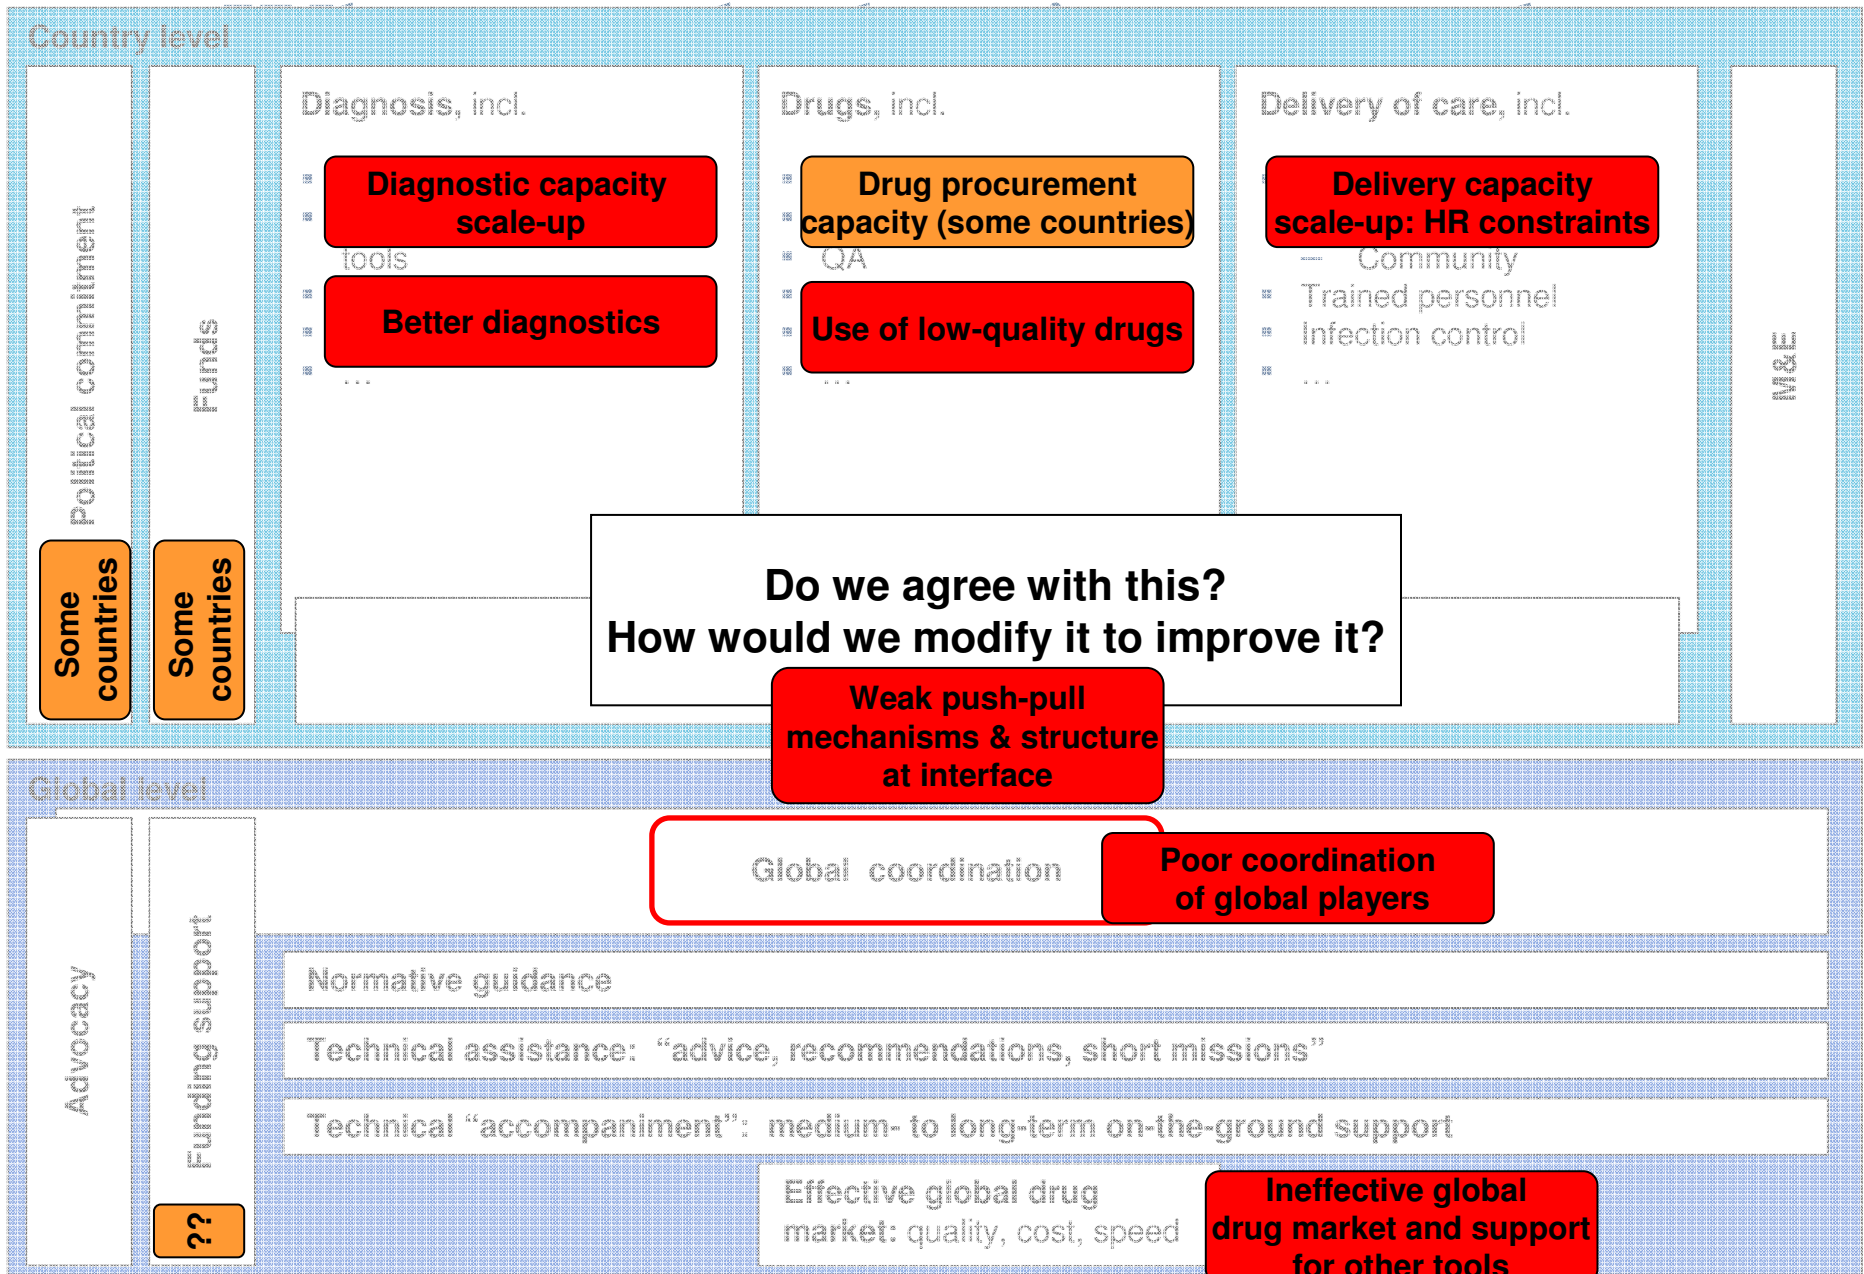 Country level
Political commitment
Some
countries
Funds
Some
countries
Diagnosis, incl.
Diagnostic capacity
scale-up
tools
Better diagnostics
...
Drugs, incl.
Drug procurement
capacity (some countries)
QA
Use of low-quality drugs
...
Delivery of care, incl.
Delivery capacity
scale-up: HR constraints
— Community
Trained personnel
Infection control
...
M&E
Do we agree with this?
How would we modify it to improve it?
Weak push-pull
mechanisms & structure
at interface
Global level
Advocacy
Funding support
??
Global coordination
Poor coordination
of global players
Normative guidance
Technical assistance: “advice, recommendations, short missions”
Technical “accompaniment”: medium- to long-term on-the-ground support
Effective global drug
market: quality, cost, speed
Ineffective global
drug market and support
for other tools